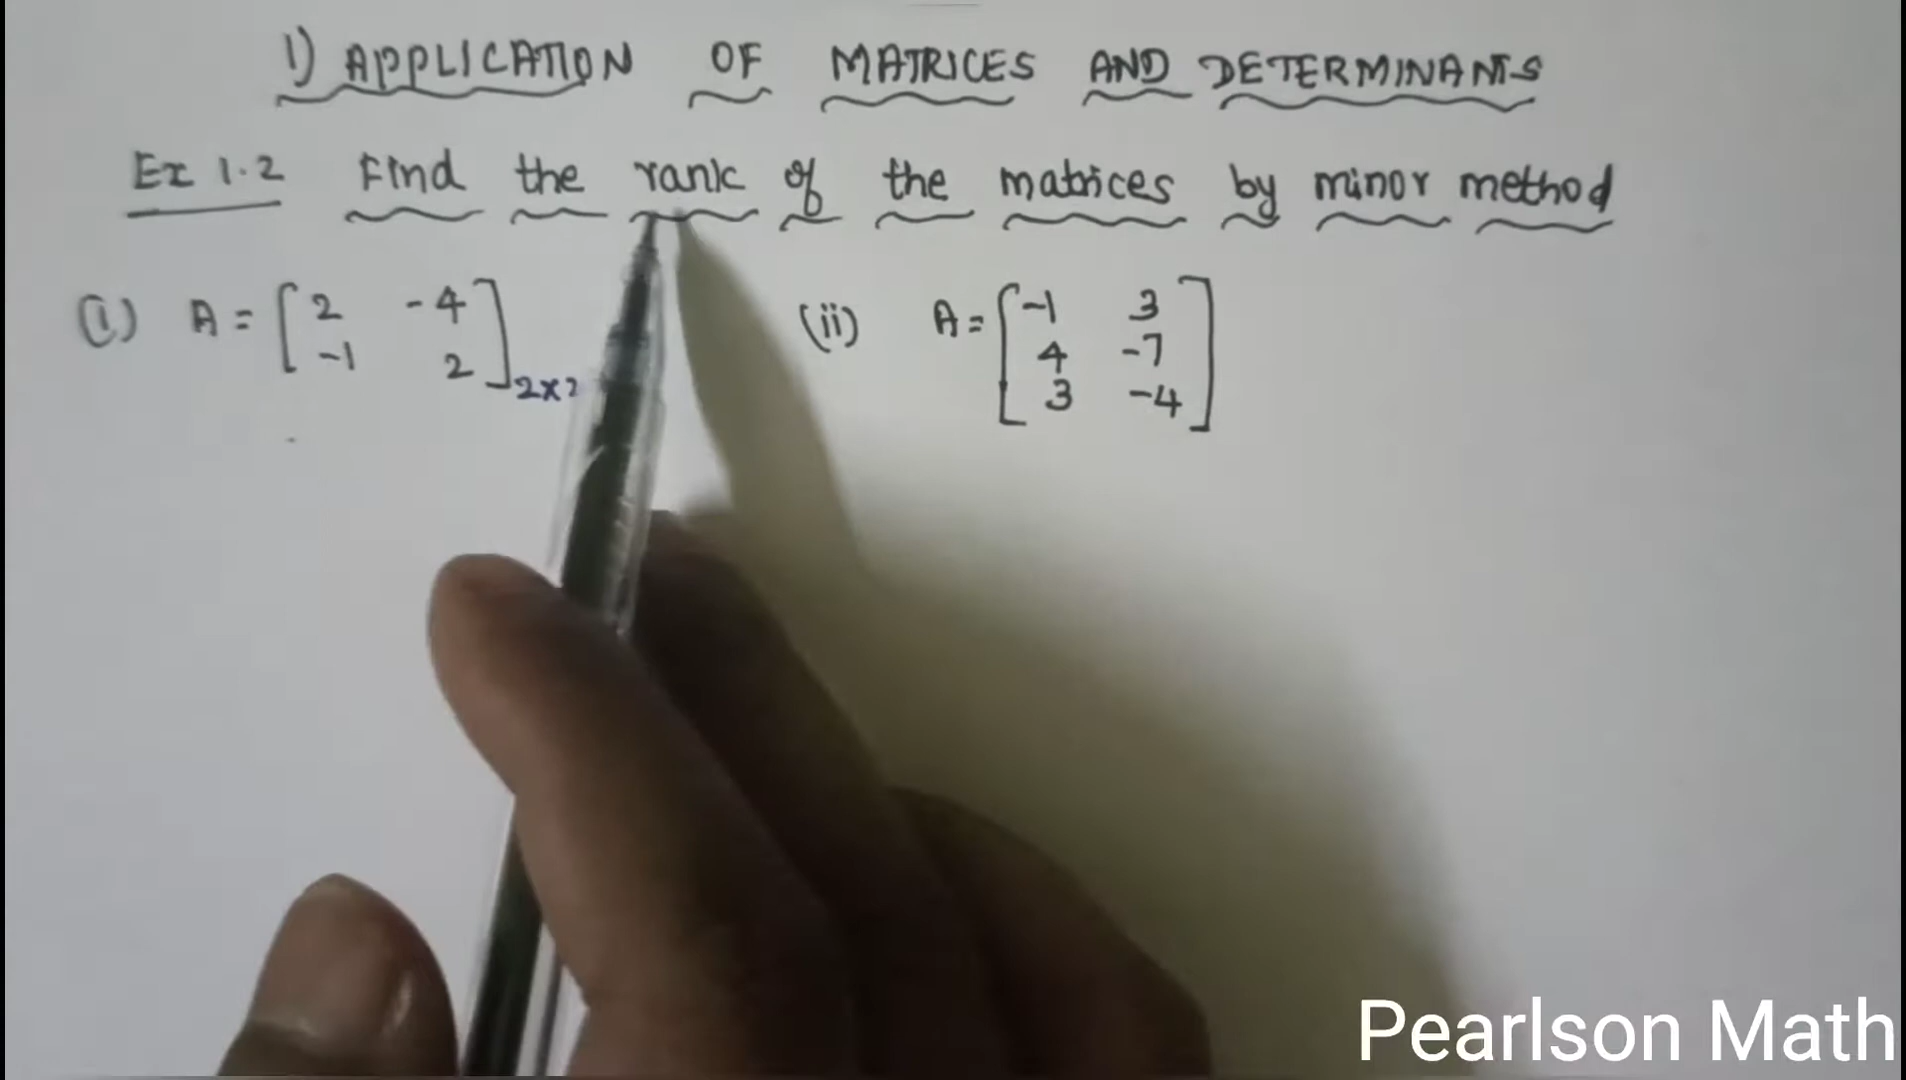 1) APPLICATION OF MATRICES AND DETERMINANTS
Ex 1.2 Find the rank of the matrices by minor method
(i) A = [2 -4
-1 2] 2x2
(ii) A = [-1 3
4 -7
3 -4]
Pearlson Math